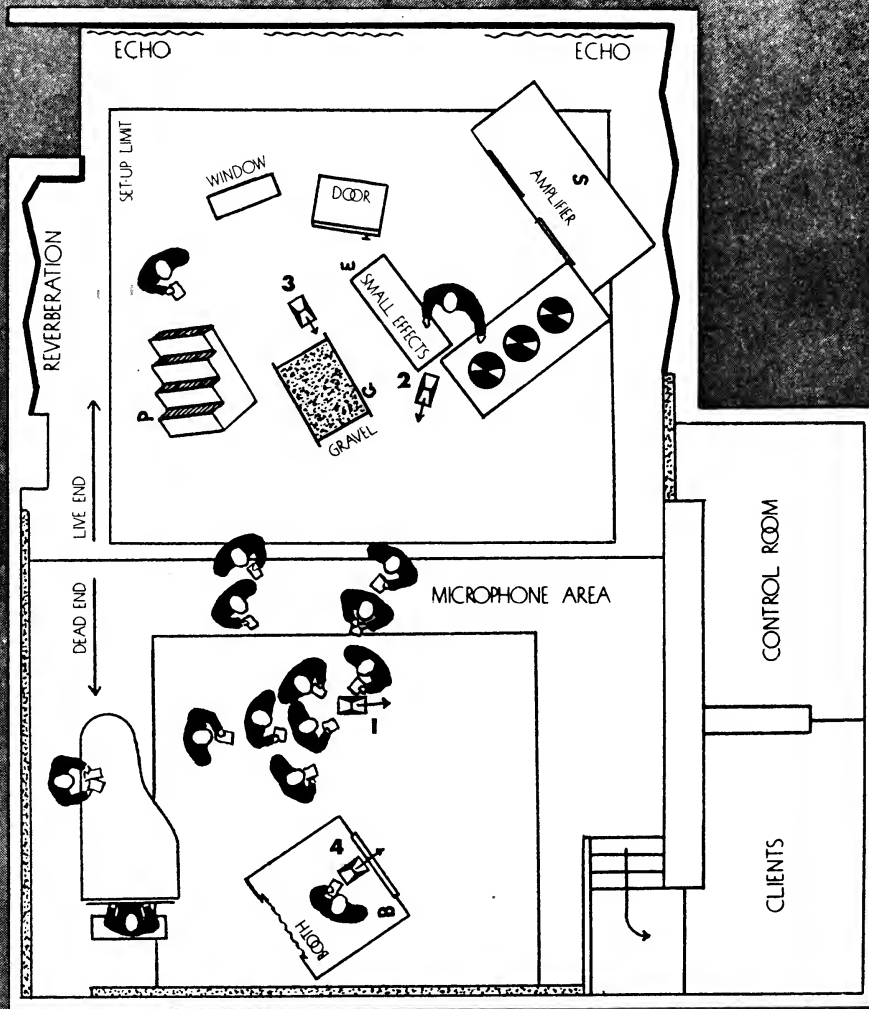 ECHO
ECHO
SET-UP LIMIT
WINDOW
DOOR
AMPLIFIER
S
REVERBERATION
E
SMALL EFFECTS
3
2
P
G
GRAVEL
LIVE END
DEAD END
MICROPHONE AREA
CONTROL ROOM
1
4
B
BOOTH
CLIENTS